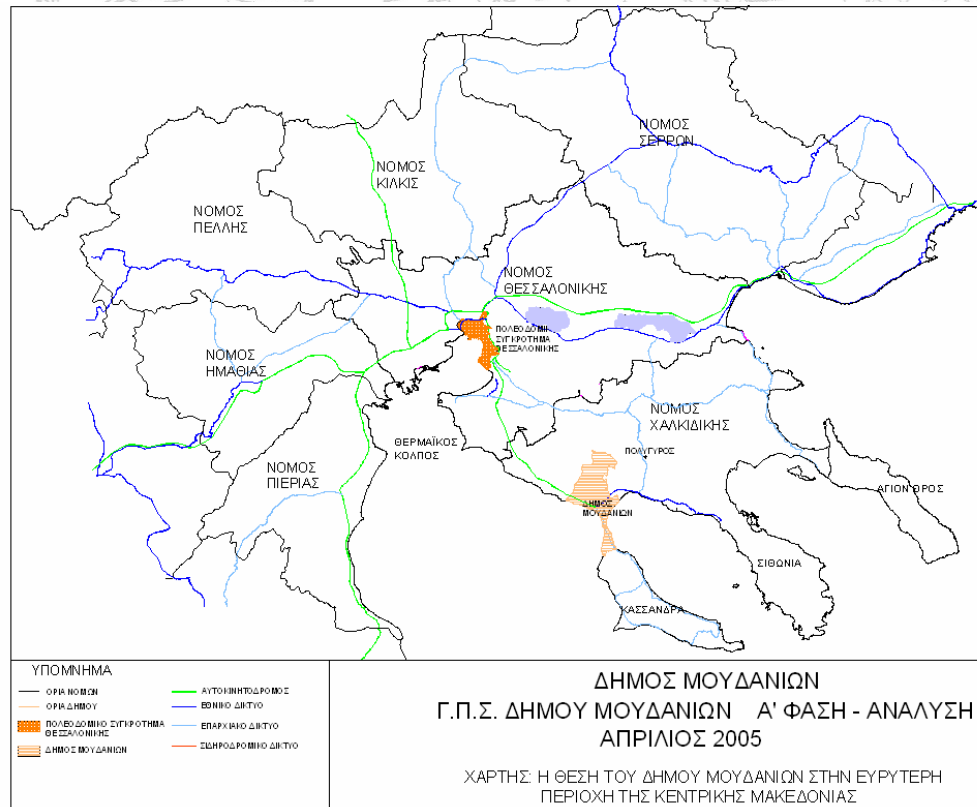 ΝΟΜΟΣ
ΣΕΡΡΩΝ
ΝΟΜΟΣ
ΚΙΛΚΙΣ
ΝΟΜΟΣ
ΠΕΛΛΗΣ
ΝΟΜΟΣ
ΘΕΣΣΑΛΟΝΙΚΗΣ
ΠΟΛΕΟΔΟΜΙ
ΣΥΓΚΡΟΤΗΜΑ
ΘΕΣΣΑΛΟΝΙΚΗΣ
ΝΟΜΟΣ
ΗΜΑΘΙΑΣ
ΝΟΜΟΣ
ΧΑΛΚΙΔΙΚΗΣ
ΘΕΡΜΑΪΚΟΣ
ΚΟΛΠΟΣ
ΠΟΛΥΓΥΡΟΣ
ΝΟΜΟΣ
ΠΙΕΡΙΑΣ
ΑΓΙΟΝ ΟΡΟΣ
ΔΗΜΟΣ
ΜΟΥΔΑΝΙΩΝ
ΣΙΘΩΝΙΑ
ΚΑΣΣΑΝΔΡΑ
ΥΠΟΜΝΗΜΑ
ΟΡΙΑ ΝΟΜΩΝ
ΟΡΙΑ ΔΗΜΟΥ
ΠΟΛΕΟΔΟΜΙΚΟ ΣΥΓΚΡΟΤΗΜΑ
ΘΕΣΣΑΛΟΝΙΚΗΣ
ΔΗΜΟΣ ΜΟΥΔΑΝΙΩΝ
ΑΥΤΟΚΙΝΗΤΟΔΡΟΜΟΣ
ΕΘΝΙΚΟ ΔΙΚΤΥΟ
ΕΠΑΡΧΙΑΚΟ ΔΙΚΤΥΟ
ΣΙΔΗΡΟΔΡΟΜΙΚΟ ΔΙΚΤΥΟ
ΔΗΜΟΣ ΜΟΥΔΑΝΙΩΝ
Γ.Π.Σ. ΔΗΜΟΥ ΜΟΥΔΑΝΙΩΝ Α' ΦΑΣΗ - ΑΝΑΛΥΣΗ
ΑΠΡΙΛΙΟΣ 2005
ΧΑΡΤΗΣ: Η ΘΕΣΗ ΤΟΥ ΔΗΜΟΥ ΜΟΥΔΑΝΙΩΝ ΣΤΗΝ ΕΥΡΥΤΕΡΗ
ΠΕΡΙΟΧΗ ΤΗΣ ΚΕΝΤΡΙΚΗΣ ΜΑΚΕΔΟΝΙΑΣ